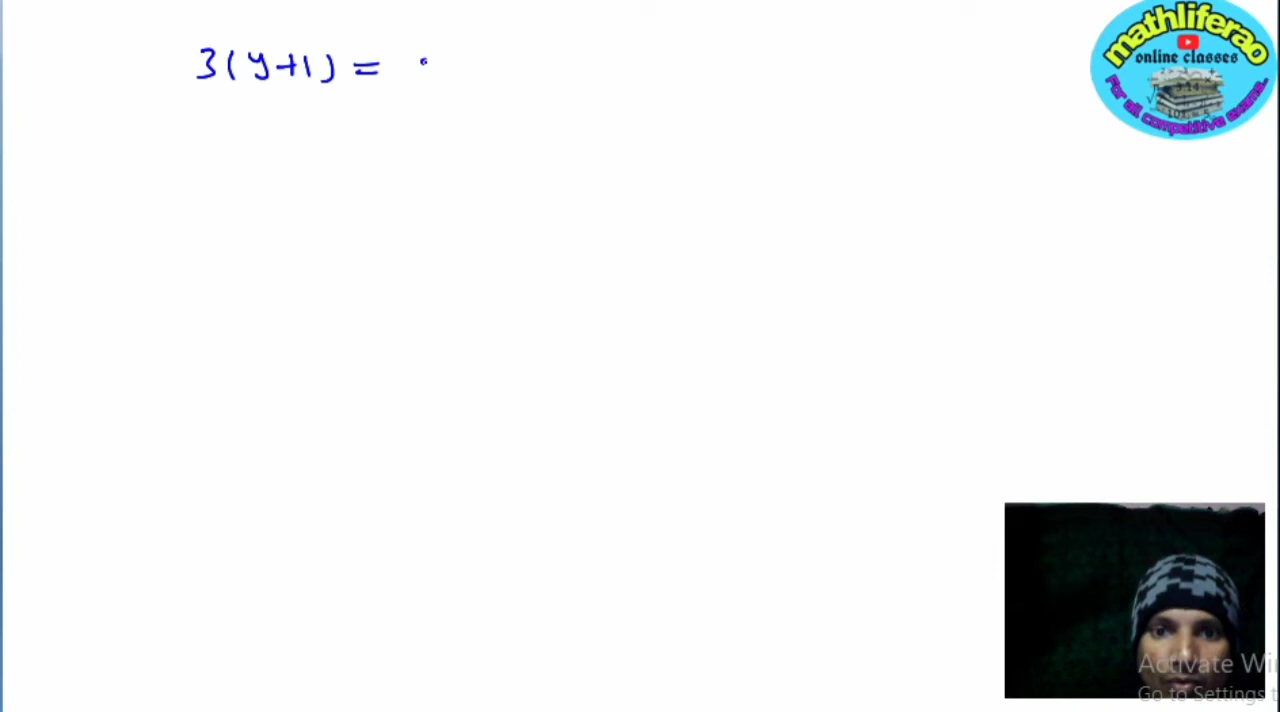 3(y+1) =
mathliferao
online classes
For all competitive exams..
Activate Wi
Go to Settings t